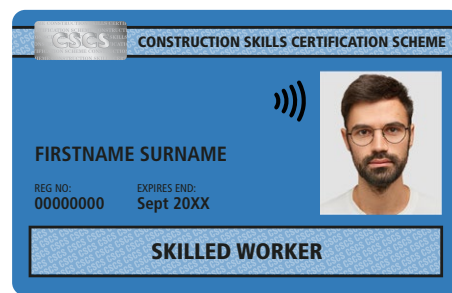 CSCS
CONSTRUCTION SKILLS CERTIFICATION SCHEME
FIRSTNAME SURNAME
REG NO:
00000000
EXPIRES END:
Sept 20XX
SKILLED WORKER